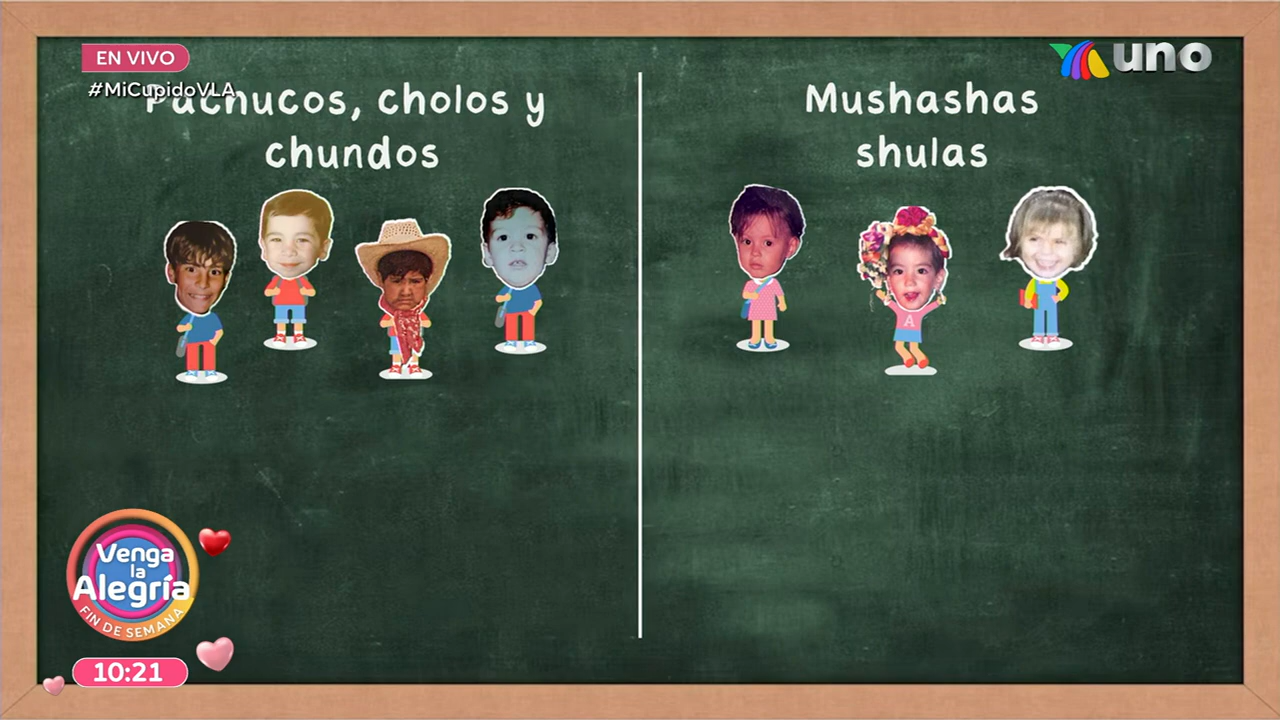 EN VIVO
#MiCupidoVLA
uno
Pachucos, cholos y
chundos
Mushashas
shulas
A
Venga
la
Alegría
FIN DE SEMANA
10:21